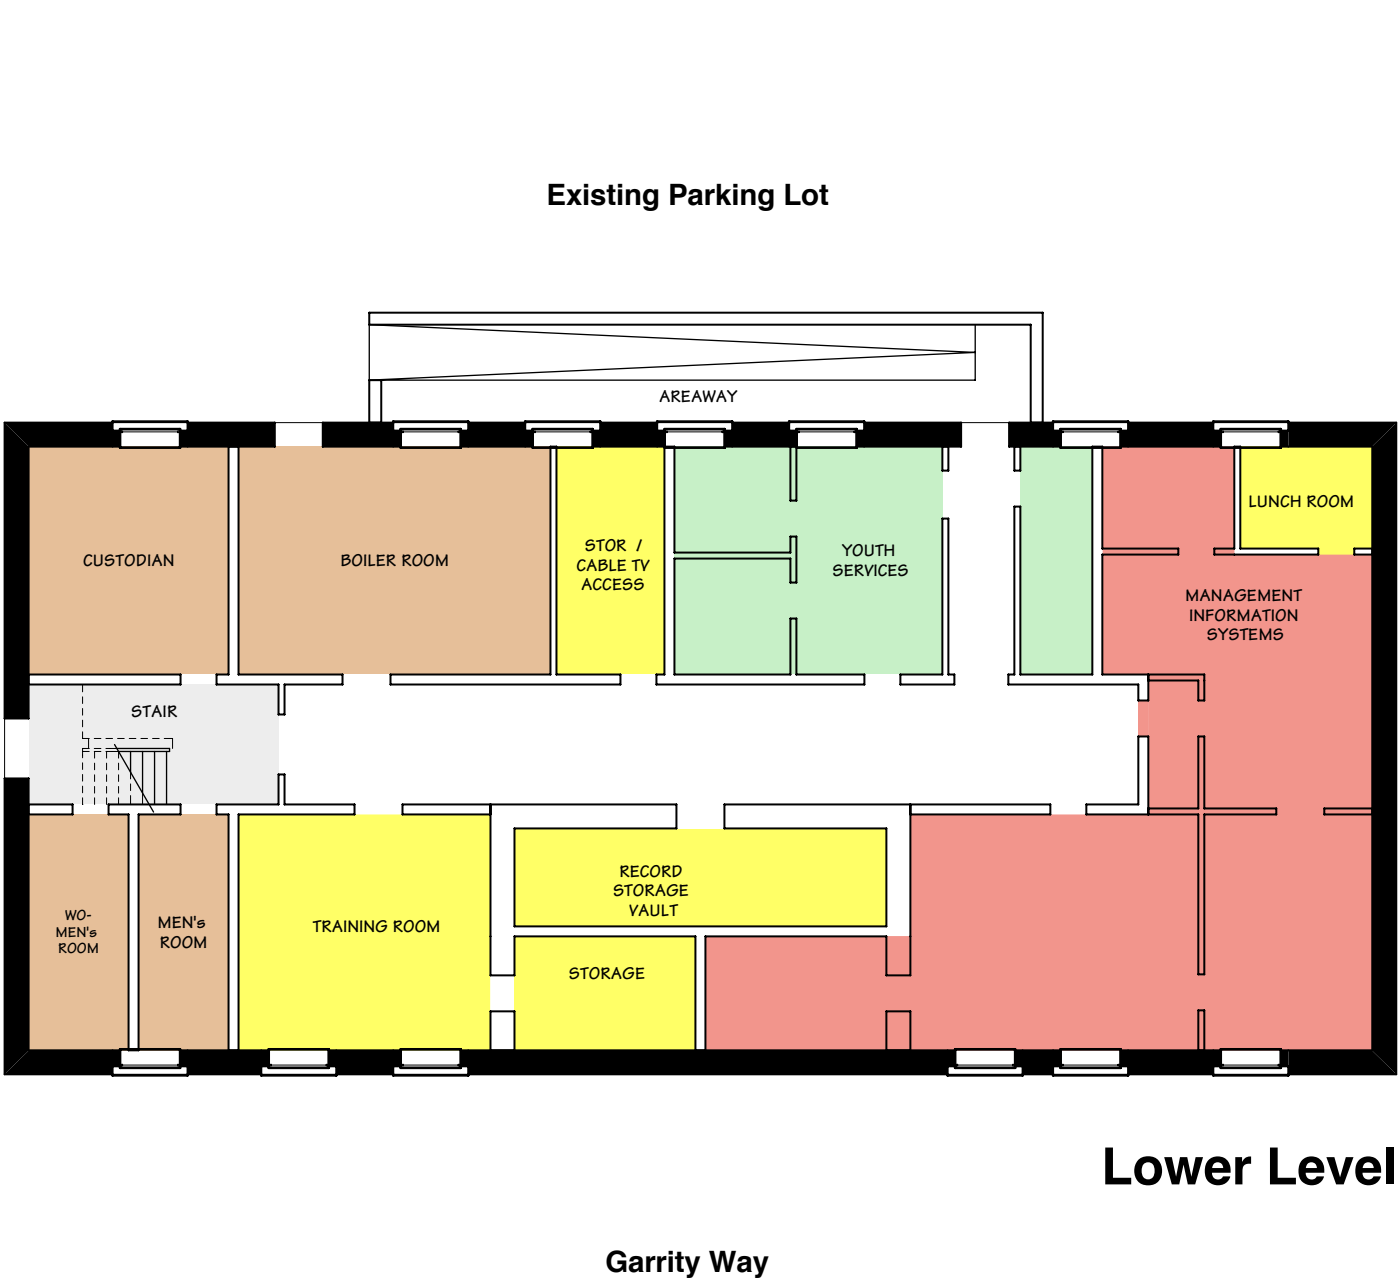 Existing Parking Lot
AREAWAY
CUSTODIAN
BOILER ROOM
STOR /
CABLE TV
ACCESS
YOUTH
SERVICES
LUNCH ROOM
MANAGEMENT
INFORMATION
SYSTEMS
STAIR
WO-
MEN's
ROOM
MEN's
ROOM
TRAINING ROOM
RECORD
STORAGE
VAULT
STORAGE
Lower Level
Garrity Way